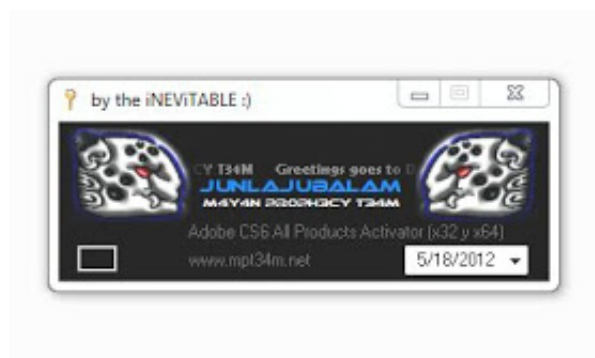 by the iNEViTABLE :)
CY T34M Greetings goes to D
JUNLAJUBALAM
M4Y4N PR0PH3CY T34M
Adobe CS6 All Products Activator (x32 y x64)
www.mpt34m.net
5/18/2012